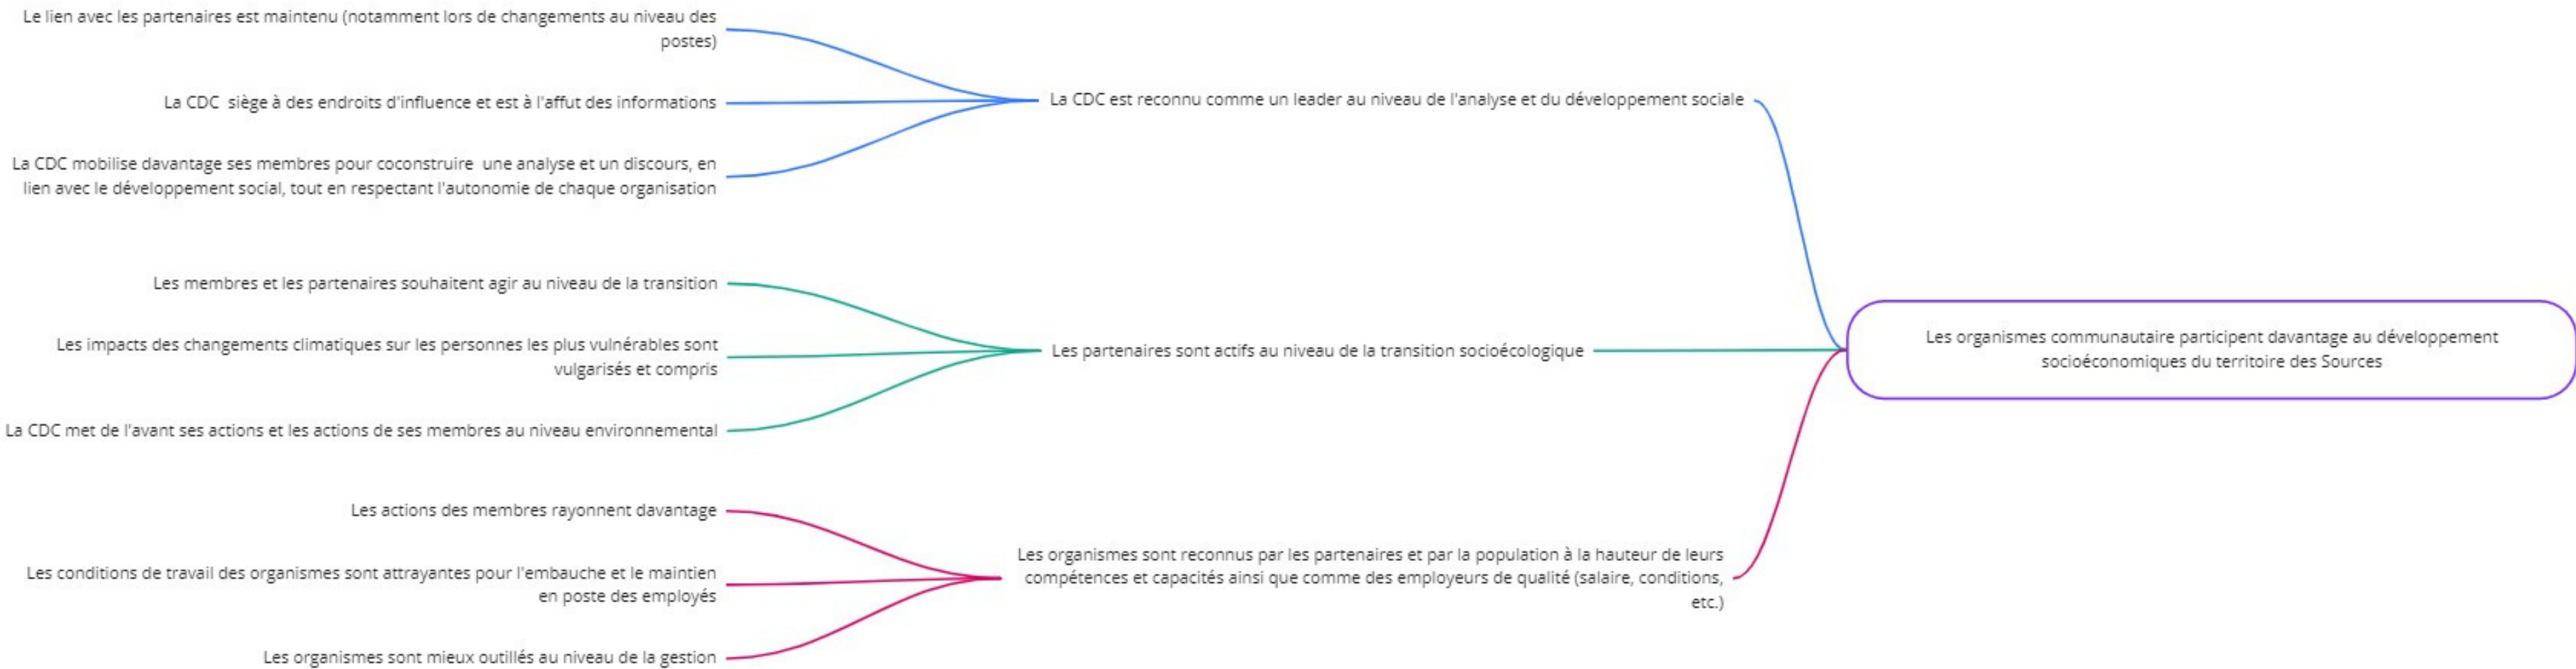 Le lien avec les partenaires est maintenu (notamment lors de changements au niveau des
postes)
La CDC  siège à des endroits d'influence et est à l'affut des informations
La CDC mobilise davantage ses membres pour coconstruire  une analyse et un discours, en
lien avec le développement social, tout en respectant l'autonomie de chaque organisation
La CDC est reconnu comme un leader au niveau de l'analyse et du développement sociale
Les membres et les partenaires souhaitent agir au niveau de la transition
Les impacts des changements climatiques sur les personnes les plus vulnérables sont
vulgarisés et compris
La CDC met de l'avant ses actions et les actions de ses membres au niveau environnemental
Les partenaires sont actifs au niveau de la transition socioécologique
Les actions des membres rayonnent davantage
Les conditions de travail des organismes sont attrayantes pour l'embauche et le maintien
en poste des employés
Les organismes sont mieux outillés au niveau de la gestion
Les organismes sont reconnus par les partenaires et par la population à la hauteur de leurs
compétences et capacités ainsi que comme des employeurs de qualité (salaire, conditions,
etc.)
Les organismes communautaire participent davantage au développement
socioéconomiques du territoire des Sources